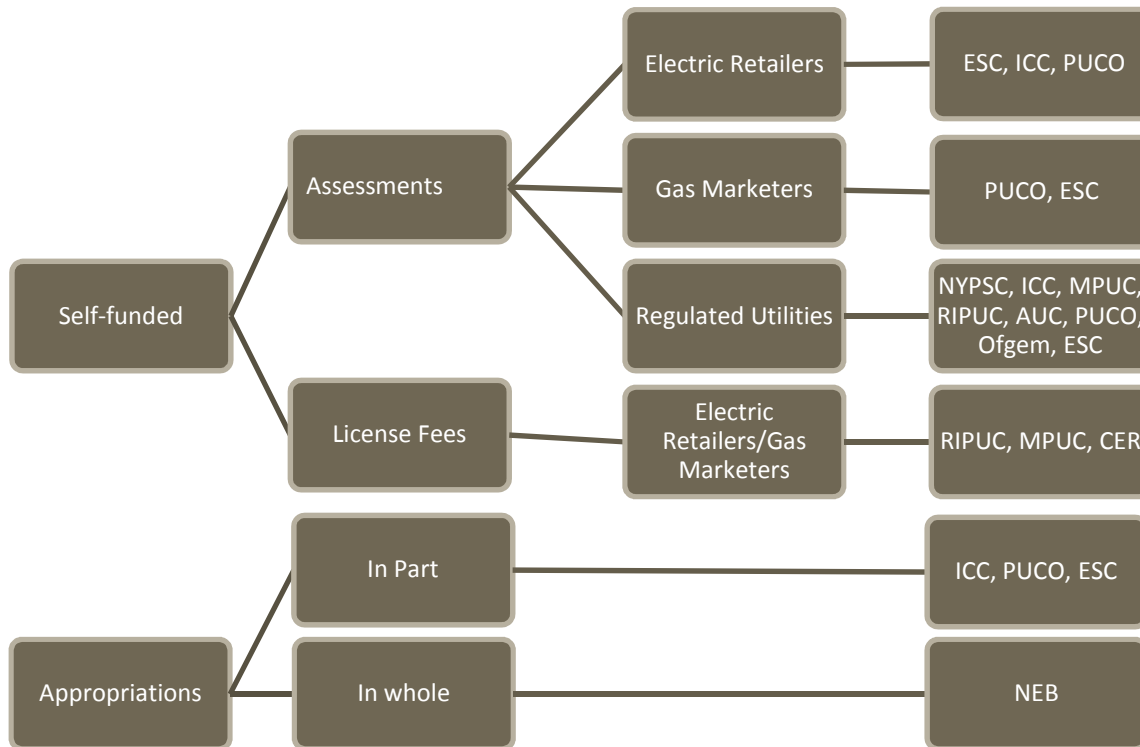 Electric Retailers
ESC, ICC, PUCO
Assessments
Gas Marketers
PUCO, ESC
Self-funded
Regulated Utilities
NYPSC, ICC, MPUC,
RIPUC, AUC, PUCO,
Ofgem, ESC
License Fees
Electric
Retailers/Gas
Marketers
RIPUC, MPUC, CER
In Part
ICC, PUCO, ESC
Appropriations
In whole
NEB